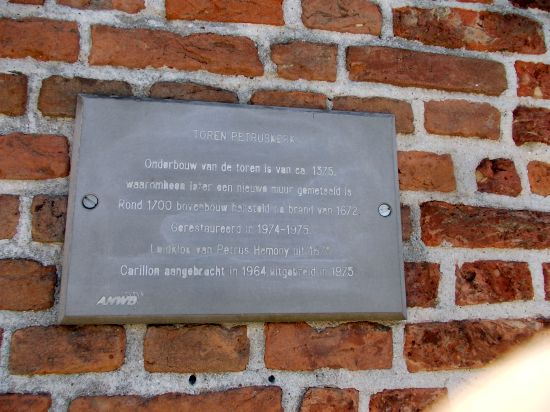 TOREN PETRUSKERK
Onderbouw van de toren is van ca. 1375,
waaromheen later een nieuwe muur gemetseld is
Rond 1700 bovenbouw hersteld na brand van 1672.
Gerestaureerd in 1974-1975.
Luidklok van Petrus Hemony uit
Carillon aangebracht in 1964, uitgebreid in 1975
ANWB